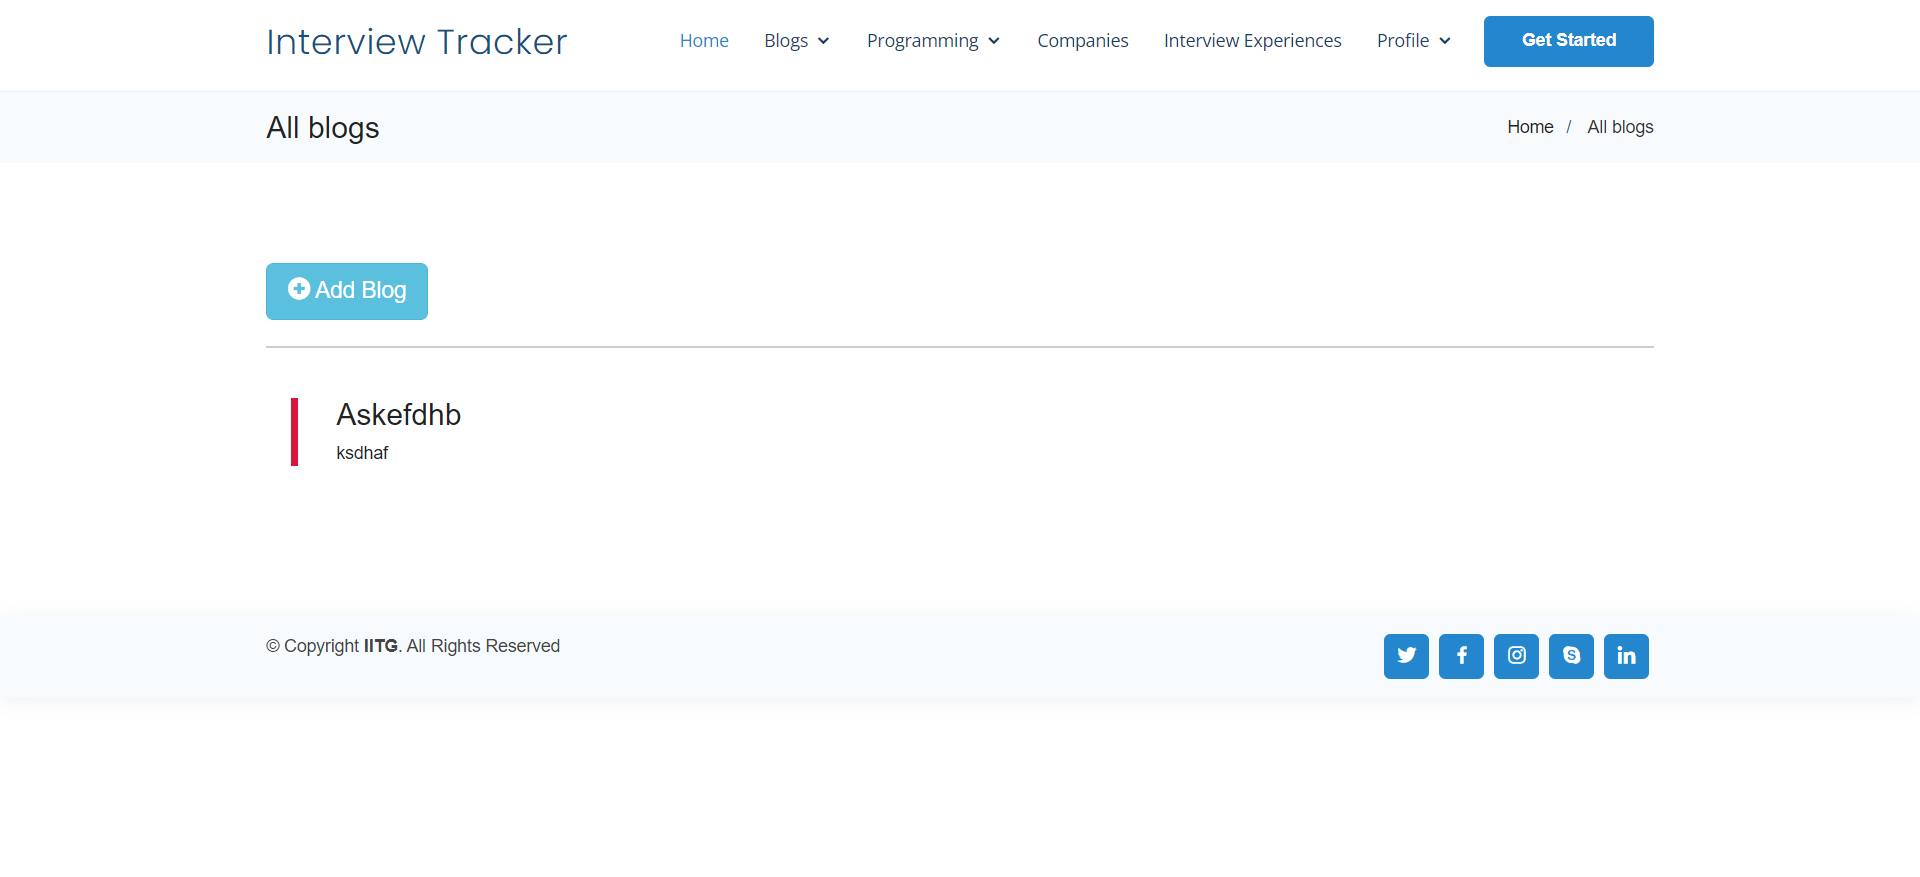 Interview Tracker
Home Blogs Programming Companies Interview Experiences Profile Get Started
All blogs
Home / All blogs
Add Blog
Askefdhb
ksdhaf
© Copyright IITG. All Rights Reserved